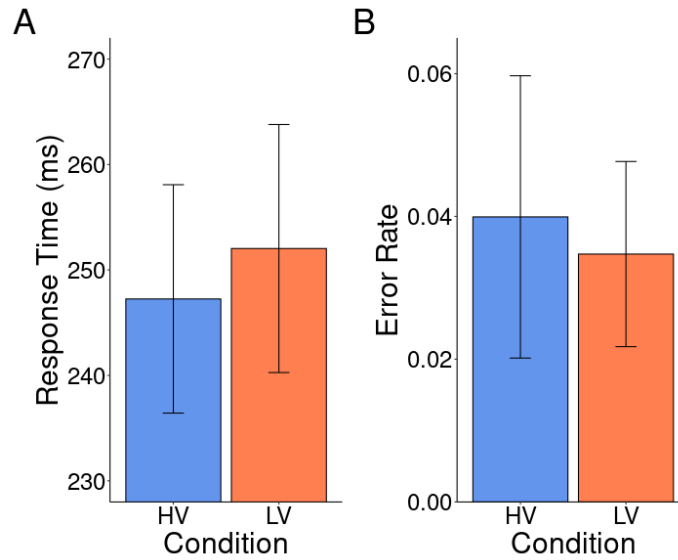 A
Response Time (ms)
270
260
250
240
230
HV
LV
Condition
B
Error Rate
0.06
0.04
0.02
0.00
HV
LV
Condition